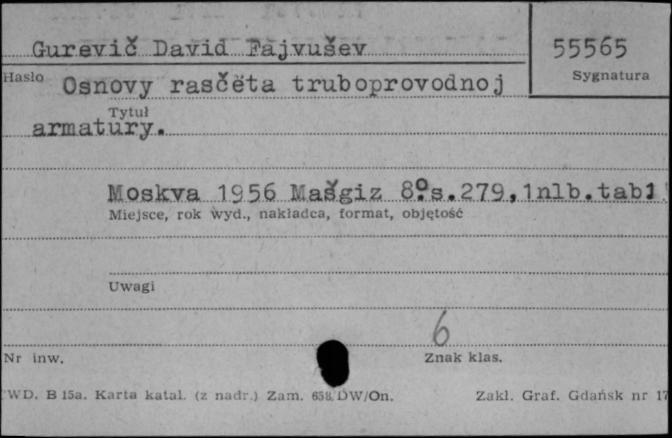 Gurevič David Fajvušev
55565
Hasło
Sygnatura
Osnovy rasčëta truboprovodnoj
Tytuł
armatury.
Moskva 1956 Mašgiz 8º s.279,1nlb.tabl
Miejsce, rok wyd., nakładca, format, objętość
Uwagi
6
Nr inw.
Znak klas.
WD. B 15a. Karta katal. (z nadr.) Zam. 658/DW/On.
Zakł. Graf. Gdańsk nr 17